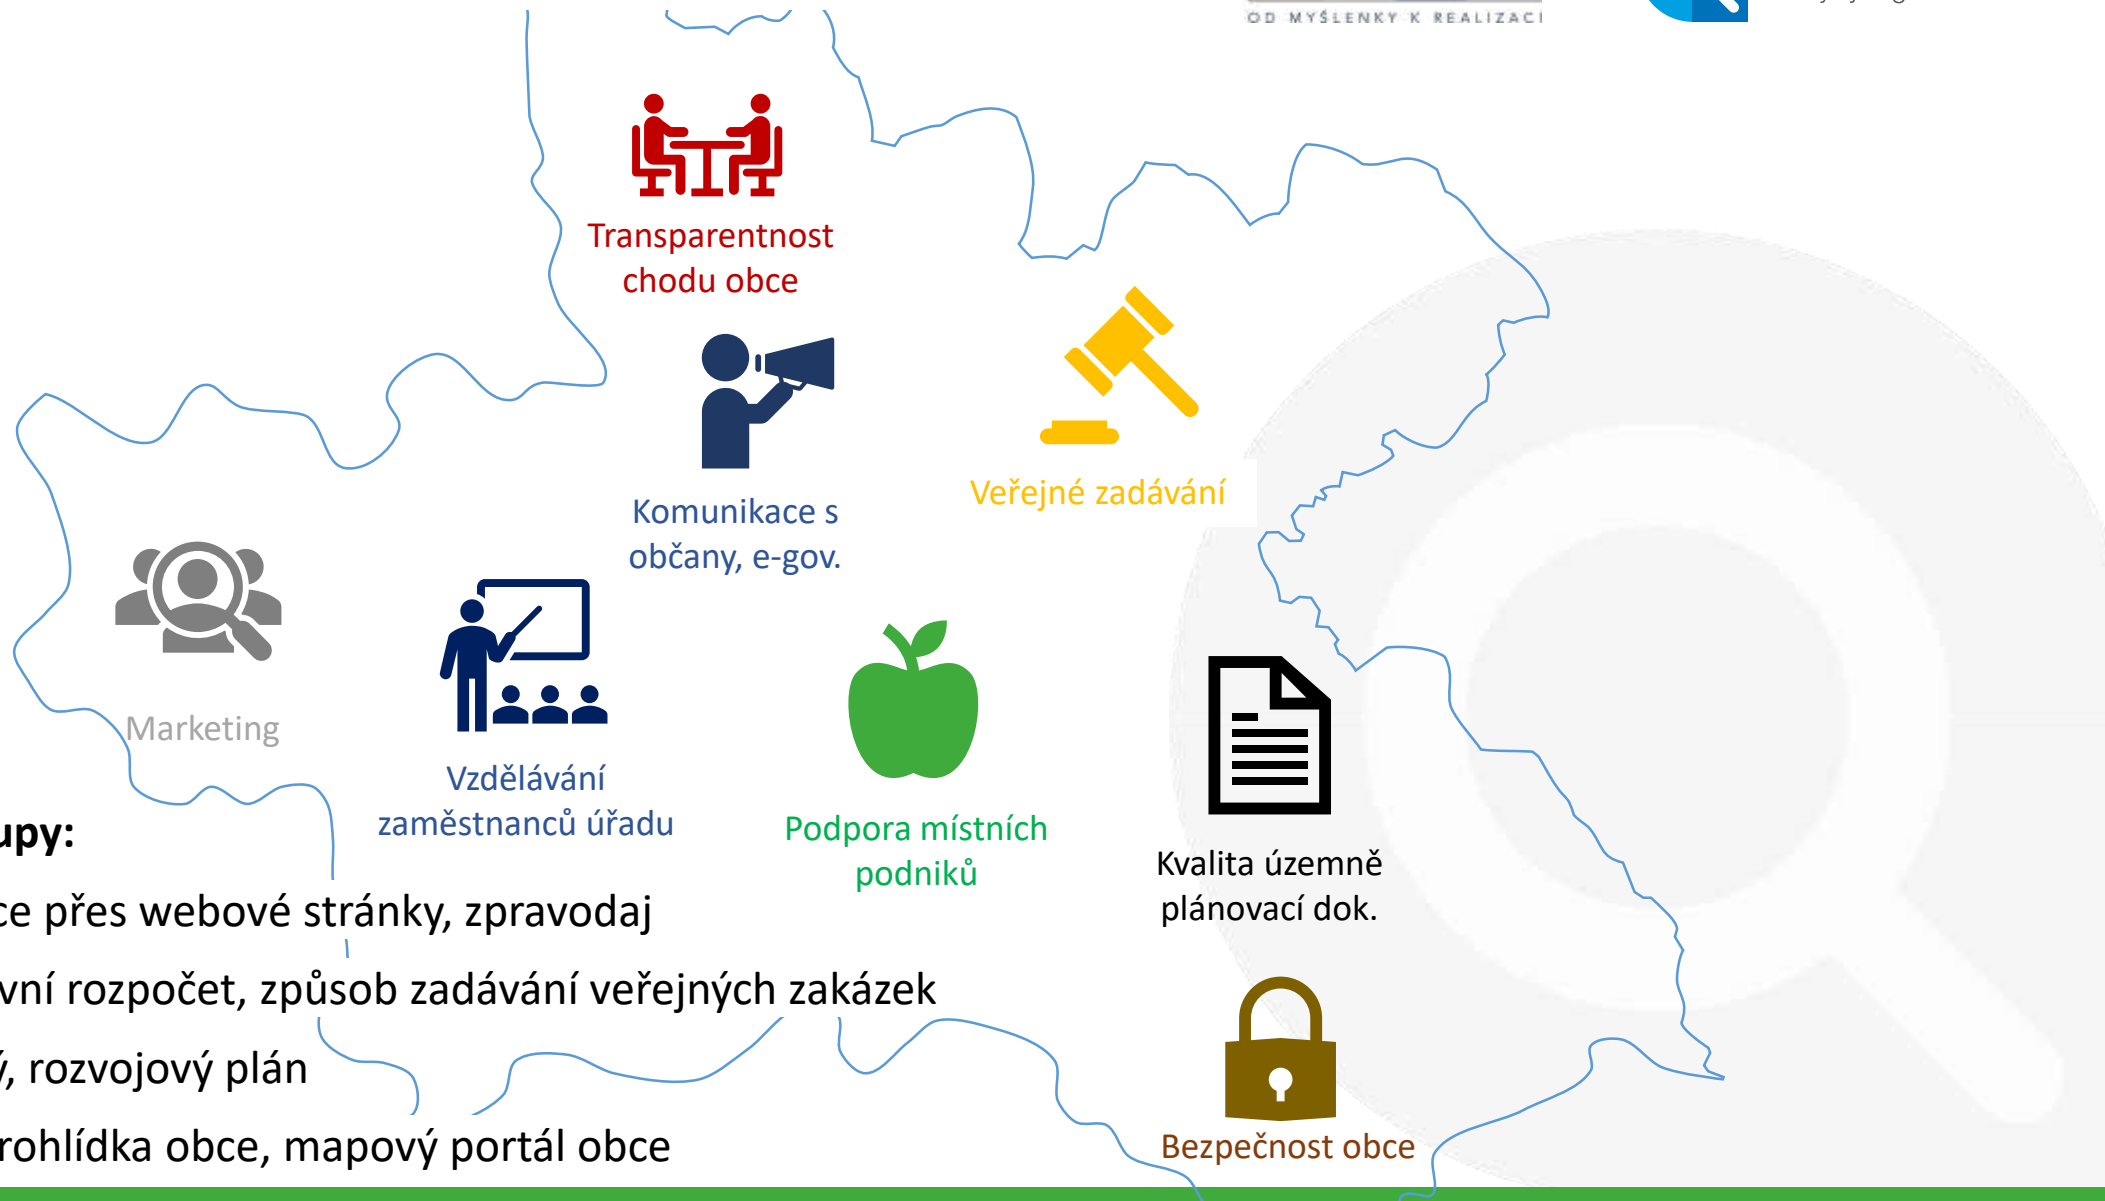 OD MYŠLENKY K REALIZACI
Transparentnost
chodu obce
Komunikace s
občany, e-gov.
Veřejné zadávání
Marketing
Vzdělávání
zaměstnanců úřadu
Podpora místních
podniků
Kvalita územně
plánovací dok.
Bezpečnost obce
upy:
ce přes webové stránky, zpravodaj
vní rozpočet, způsob zadávání veřejných zakázek
ý, rozvojový plán
rohlídka obce, mapový portál obce